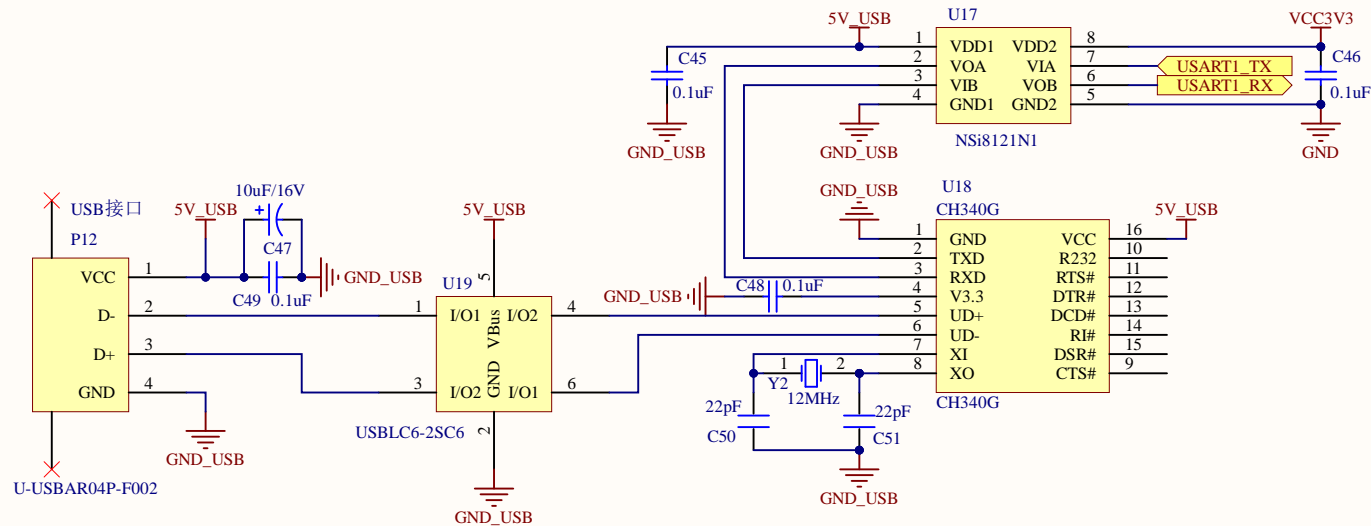 U17
5V_USB
VCC3V3
C45
0.1uF
GND_USB
1 VDD1 VDD2 8
2 VOA VIA 7
3 VIB VOB 6
4 GND1 GND2 5
USART1_TX
USART1_RX
C46
0.1uF
GND_USB
GND
NSi8121N1
USB接口
P12
1 VCC
2 D-
3 D+
4 GND
U-USBAR04P-F002
GND_USB
5V_USB
10uF/16V
+
C47
C49
0.1uF
GND_USB
5V_USB
U19
5
1 I/O1 I/O2 4
VBus
GND
3 I/O2 I/O1 6
2
USBLC6-2SC6
GND_USB
GND_USB
U18
CH340G
5V_USB
1 GND VCC 16
2 TXD R232 10
3 RXD RTS# 11
4 V3.3 DTR# 12
5 UD+ DCD# 13
6 UD- RI# 14
7 XI DSR# 15
8 XO CTS# 9
CH340G
GND_USB
C48
0.1uF
1 2
Y2
12MHz
22pF
C50
22pF
C51
GND_USB